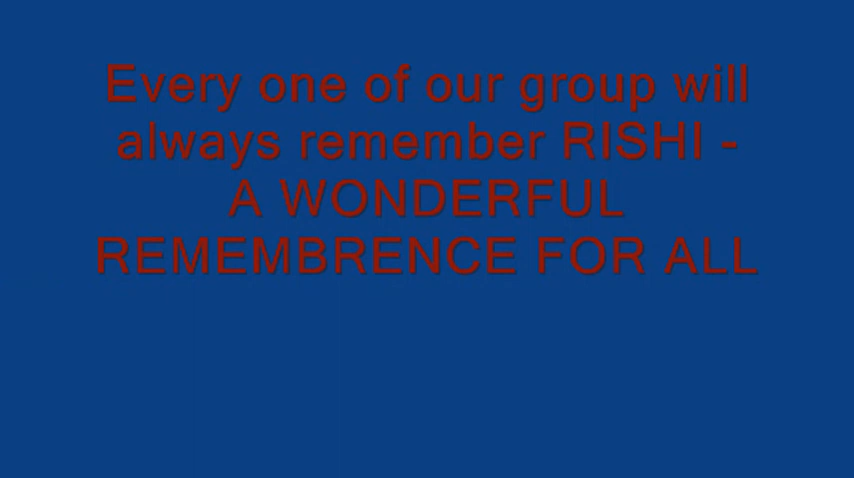 Every one of our group will
always remember RISHI -
A WONDERFUL
REMEMBRENCE FOR ALL